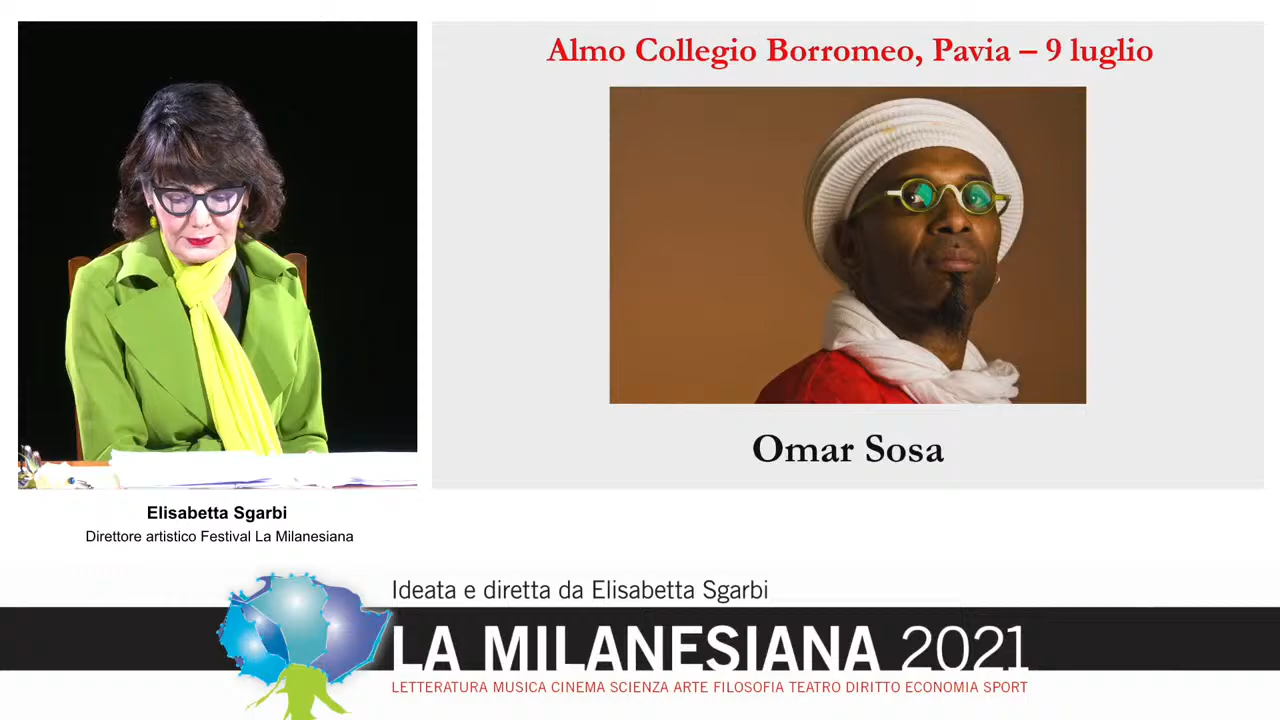 Almo Collegio Borromeo, Pavia – 9 luglio
Omar Sosa
Elisabetta Sgarbi
Direttore artistico Festival La Milanesiana
Ideata e diretta da Elisabetta Sgarbi
LA MILANESIANA 2021
LETTERATURA MUSICA CINEMA SCIENZA ARTE FILOSOFIA TEATRO DIRITTO ECONOMIA SPORT